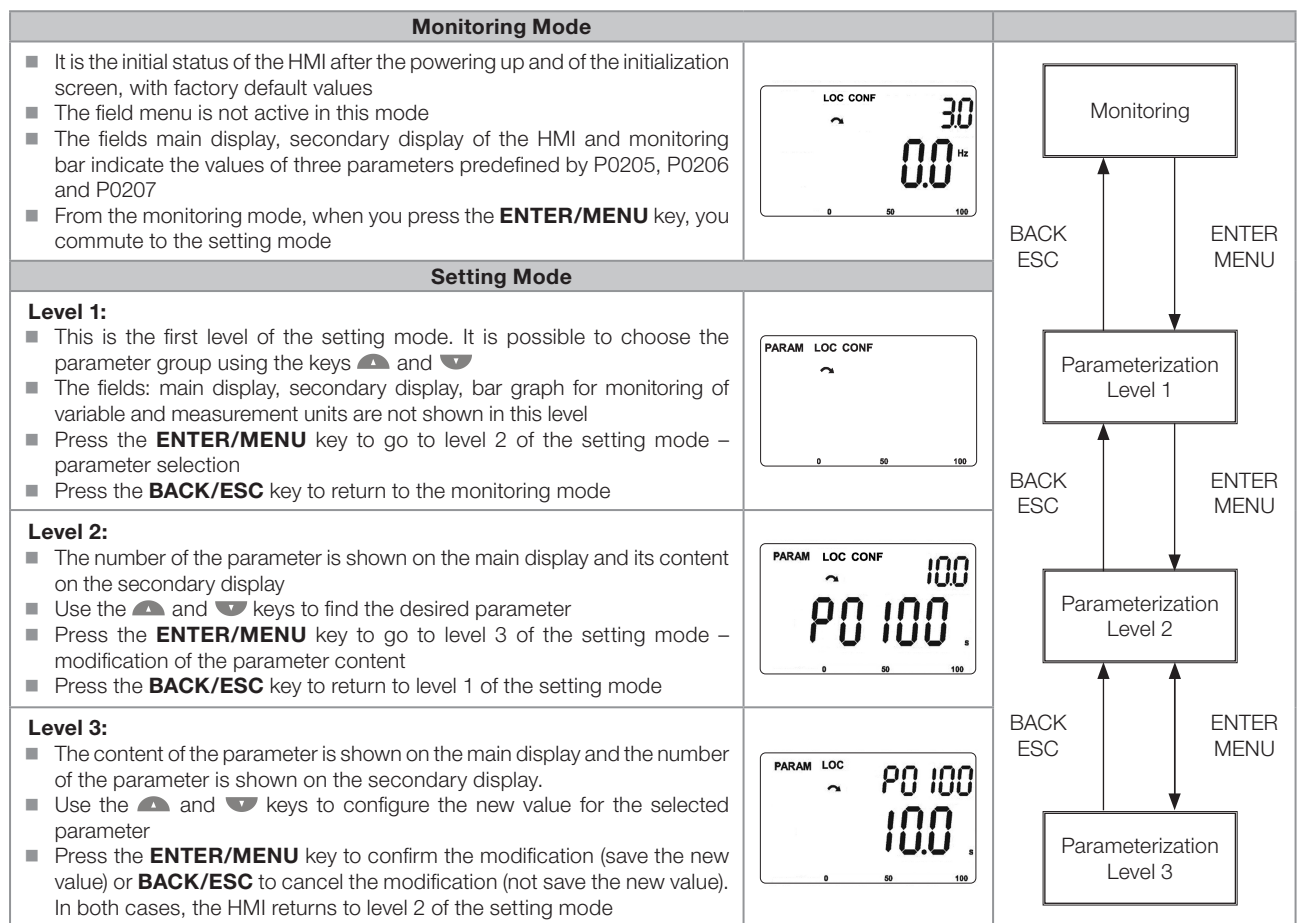 Monitoring Mode
■ It is the initial status of the HMI after the powering up and of the initialization
screen, with factory default values
■ The field menu is not active in this mode
■ The fields main display, secondary display of the HMI and monitoring
bar indicate the values of three parameters predefined by P0205, P0206
and P0207
■ From the monitoring mode, when you press the ENTER/MENU key, you
commute to the setting mode
LOC CONF
3.0
0.0 Hz
0 50 100
Setting Mode
Level 1:
■ This is the first level of the setting mode. It is possible to choose the
parameter group using the keys and
■ The fields: main display, secondary display, bar graph for monitoring of
variable and measurement units are not shown in this level
■ Press the ENTER/MENU key to go to level 2 of the setting mode –
parameter selection
■ Press the BACK/ESC key to return to the monitoring mode
PARAM LOC CONF
0 50 100
Level 2:
■ The number of the parameter is shown on the main display and its content
on the secondary display
■ Use the and keys to find the desired parameter
■ Press the ENTER/MENU key to go to level 3 of the setting mode –
modification of the parameter content
■ Press the BACK/ESC key to return to level 1 of the setting mode
PARAM LOC CONF
10.0
P0100 s
0 50 100
Level 3:
■ The content of the parameter is shown on the main display and the number
of the parameter is shown on the secondary display.
■ Use the and keys to configure the new value for the selected
parameter
■ Press the ENTER/MENU key to confirm the modification (save the new
value) or BACK/ESC to cancel the modification (not save the new value).
In both cases, the HMI returns to level 2 of the setting mode
PARAM LOC
P0100
10.0 s
0 50 100
Monitoring
BACK
ESC
ENTER
MENU
Parameterization
Level 1
BACK
ESC
ENTER
MENU
Parameterization
Level 2
BACK
ESC
ENTER
MENU
Parameterization
Level 3